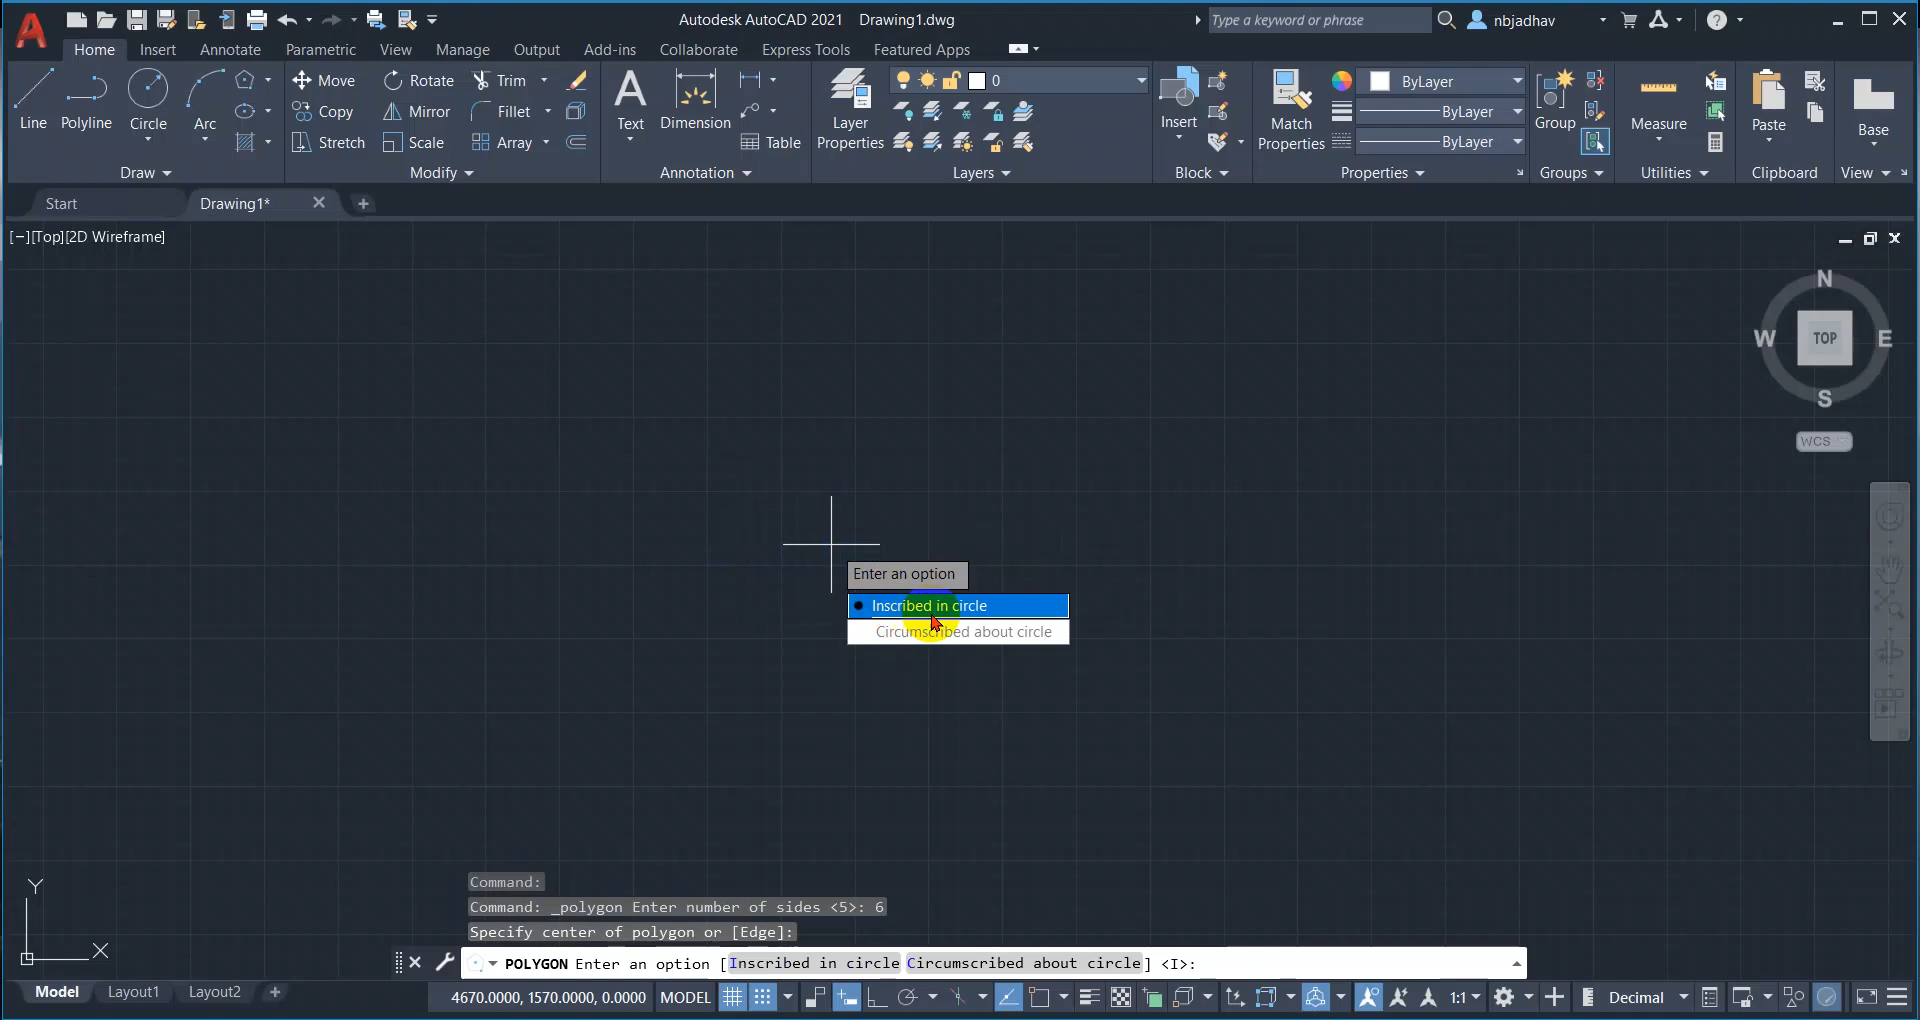 Autodesk AutoCAD 2021 Drawing1.dwg
Type a keyword or phrase
nbjadhav
Home Insert Annotate Parametric View Manage Output Add-ins Collaborate Express Tools Featured Apps
Line
Polyline
Circle
Arc
Draw
Move Rotate Trim
Copy Mirror Fillet
Stretch Scale Array
Modify
Text
Dimension
Table
Annotation
Layer
Properties
0
Layers
Insert
Block
Match
Properties
ByLayer
ByLayer
ByLayer
Properties
Group
Groups
Measure
Utilities
Paste
Clipboard
Base
View
Start
Drawing1*
[−][Top][2D Wireframe]
N
W TOP E
S
WCS
Enter an option
Inscribed in circle
Circumscribed about circle
Y
X
Command:
Command: _polygon Enter number of sides <5>: 6
Specify center of polygon or [Edge]:
POLYGON Enter an option [Inscribed in circle Circumscribed about circle] <I>:
Model Layout1 Layout2
4670.0000, 1570.0000, 0.0000 MODEL 1:1 Decimal